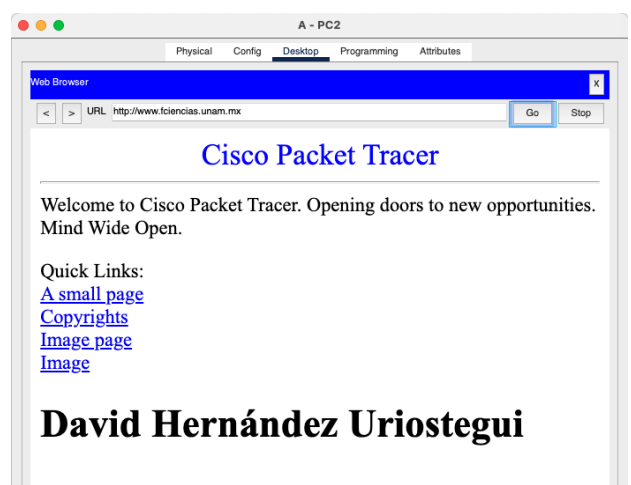 A - PC2
Physical Config Desktop Programming Attributes
Web Browser X
< > URL http://www.fciencias.unam.mx Go Stop
Cisco Packet Tracer
Welcome to Cisco Packet Tracer. Opening doors to new opportunities.
Mind Wide Open.
Quick Links:
A small page
Copyrights
Image page
Image
David Hernández Uriostegui